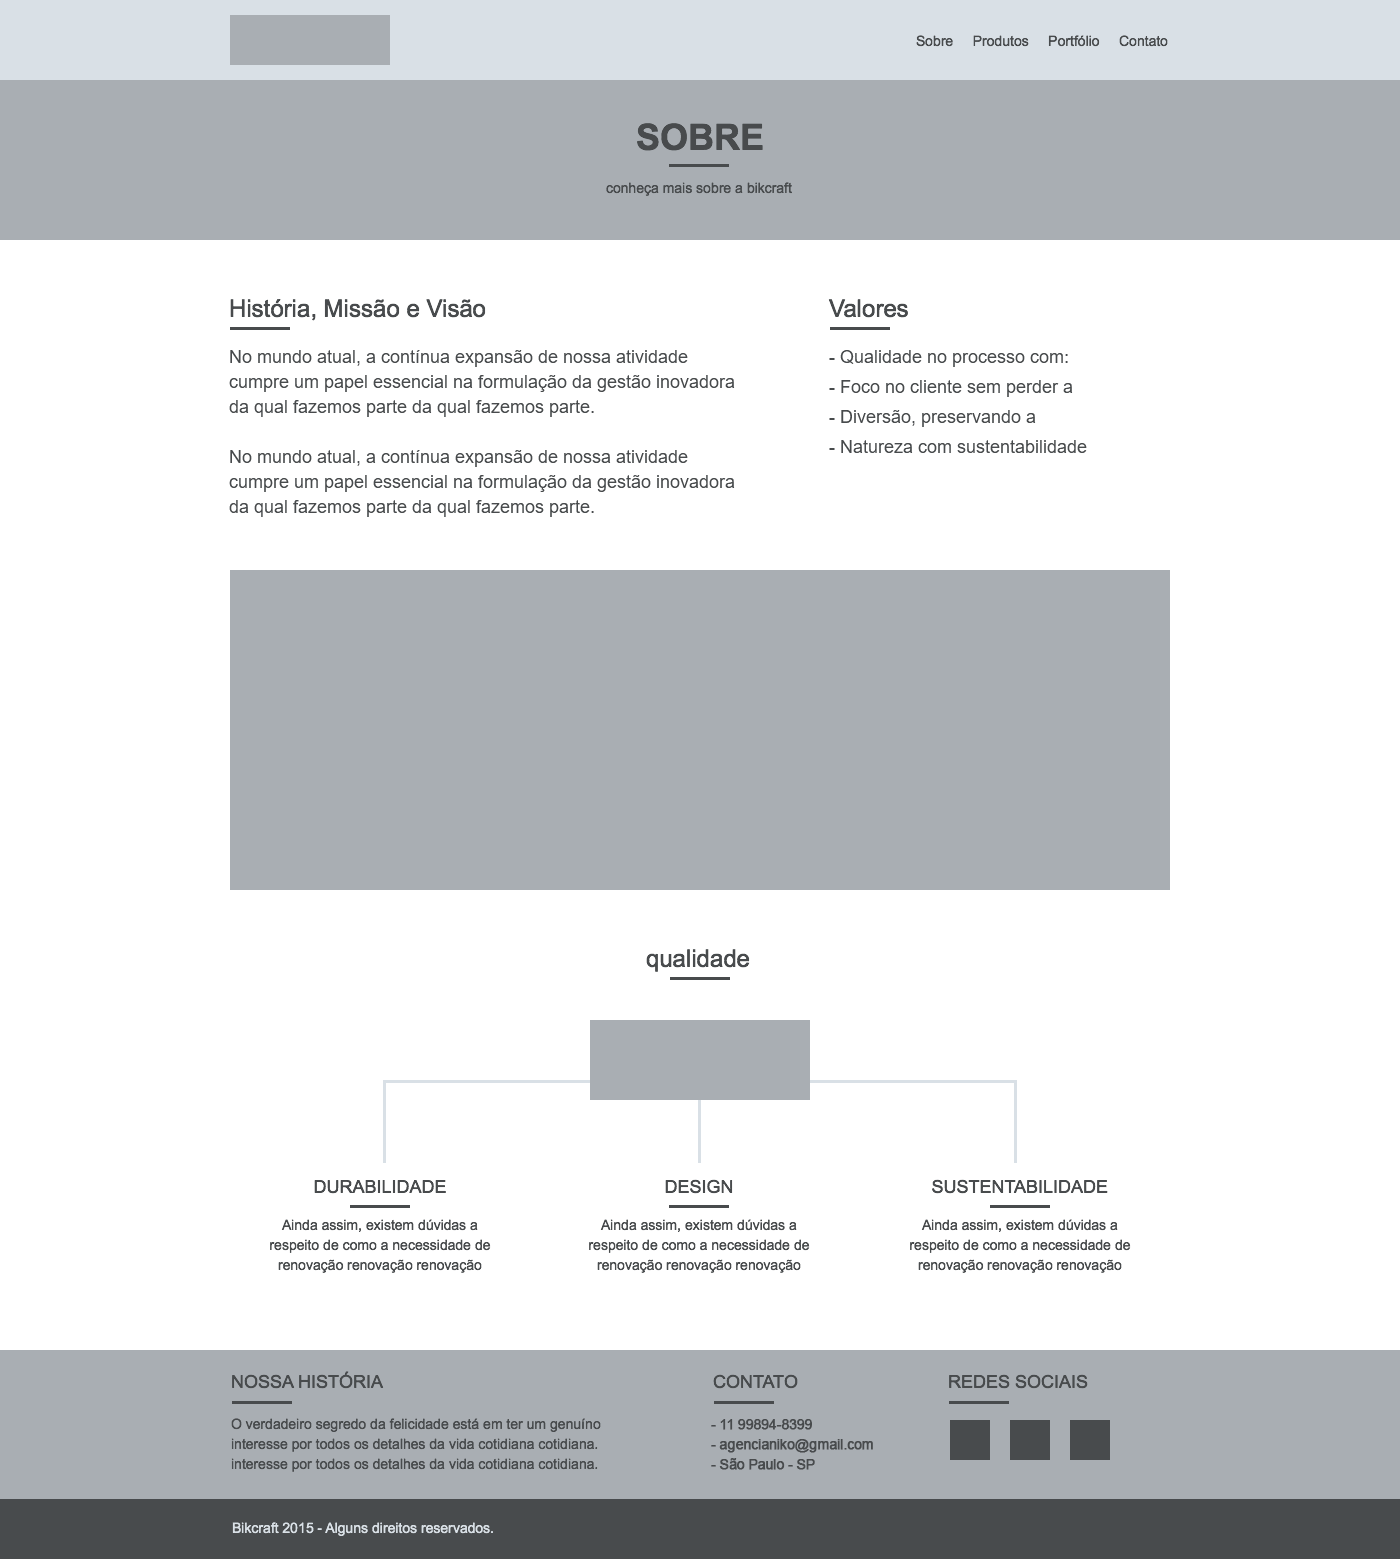 Sobre Produtos Portfólio Contato
SOBRE
conheça mais sobre a bikcraft
História, Missão e Visão
No mundo atual, a contínua expansão de nossa atividade
cumpre um papel essencial na formulação da gestão inovadora
da qual fazemos parte da qual fazemos parte.
No mundo atual, a contínua expansão de nossa atividade
cumpre um papel essencial na formulação da gestão inovadora
da qual fazemos parte da qual fazemos parte.
Valores
- Qualidade no processo com:
- Foco no cliente sem perder a
- Diversão, preservando a
- Natureza com sustentabilidade
qualidade
DURABILIDADE
Ainda assim, existem dúvidas a
respeito de como a necessidade de
renovação renovação renovação
DESIGN
Ainda assim, existem dúvidas a
respeito de como a necessidade de
renovação renovação renovação
SUSTENTABILIDADE
Ainda assim, existem dúvidas a
respeito de como a necessidade de
renovação renovação renovação
NOSSA HISTÓRIA
O verdadeiro segredo da felicidade está em ter um genuíno
interesse por todos os detalhes da vida cotidiana cotidiana.
interesse por todos os detalhes da vida cotidiana cotidiana.
CONTATO
- 11 99894-8399
- agencianiko@gmail.com
- São Paulo - SP
REDES SOCIAIS
Bikcraft 2015 - Alguns direitos reservados.